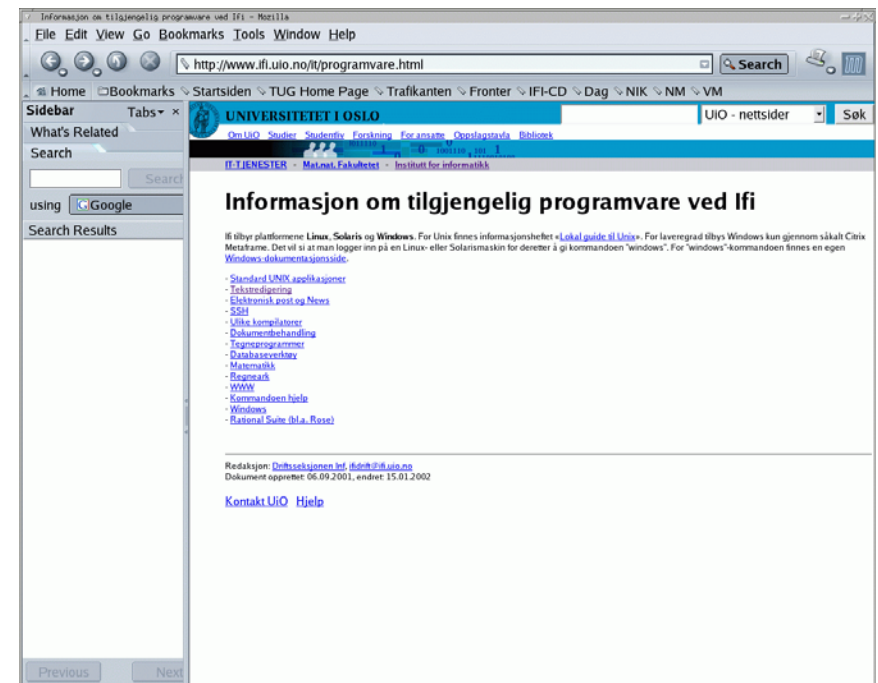 Informasjon om tilgjengelig programvare ved Ifi - Mozilla
File Edit View Go Bookmarks Tools Window Help
http://www.ifi.uio.no/it/programvare.html Search
Home Bookmarks Startsiden TUG Home Page Trafikanten Fronter IFI-CD Dag NIK NM VM
Sidebar Tabs ×
What's Related
Search
Search
using Google
Search Results
Previous Next
UNIVERSITETET I OSLO UiO - nettsider Søk
Om UiO Studier Studentliv Forskning For ansatte Oppslagstavla Bibliotek
IT-TJENESTER - Mat.nat. Fakultetet - Institutt for informatikk
Informasjon om tilgjengelig programvare ved Ifi
Ifi tilbyr plattformene Linux, Solaris og Windows. For Unix finnes informasjonsheftet «Lokal guide til Unix». For laveregrad tilbys Windows kun gjennom såkalt Citrix
Metaframe. Det vil si at man logger inn på en Linux- eller Solarismaskin for deretter å gi kommandoen "windows". For "windows"-kommandoen finnes en egen
Windows-dokumentasjonsside.
- Standard UNIX applikasjoner
- Tekstredigering
- Elektronisk post og News
- SSH
- Ulike kompilatorer
- Dokumentbehandling
- Tegneprogrammer
- Databaseverktøy
- Matematikk
- Regneark
- WWW
- Kommandoen hjelp
- Windows
- Rational Suite (bl.a. Rose)
Redaksjon: Driftsseksjonen Inf, ifidrift@ifi.uio.no
Dokument opprettet: 06.09.2001, endret: 15.01.2002
Kontakt UiO Hjelp